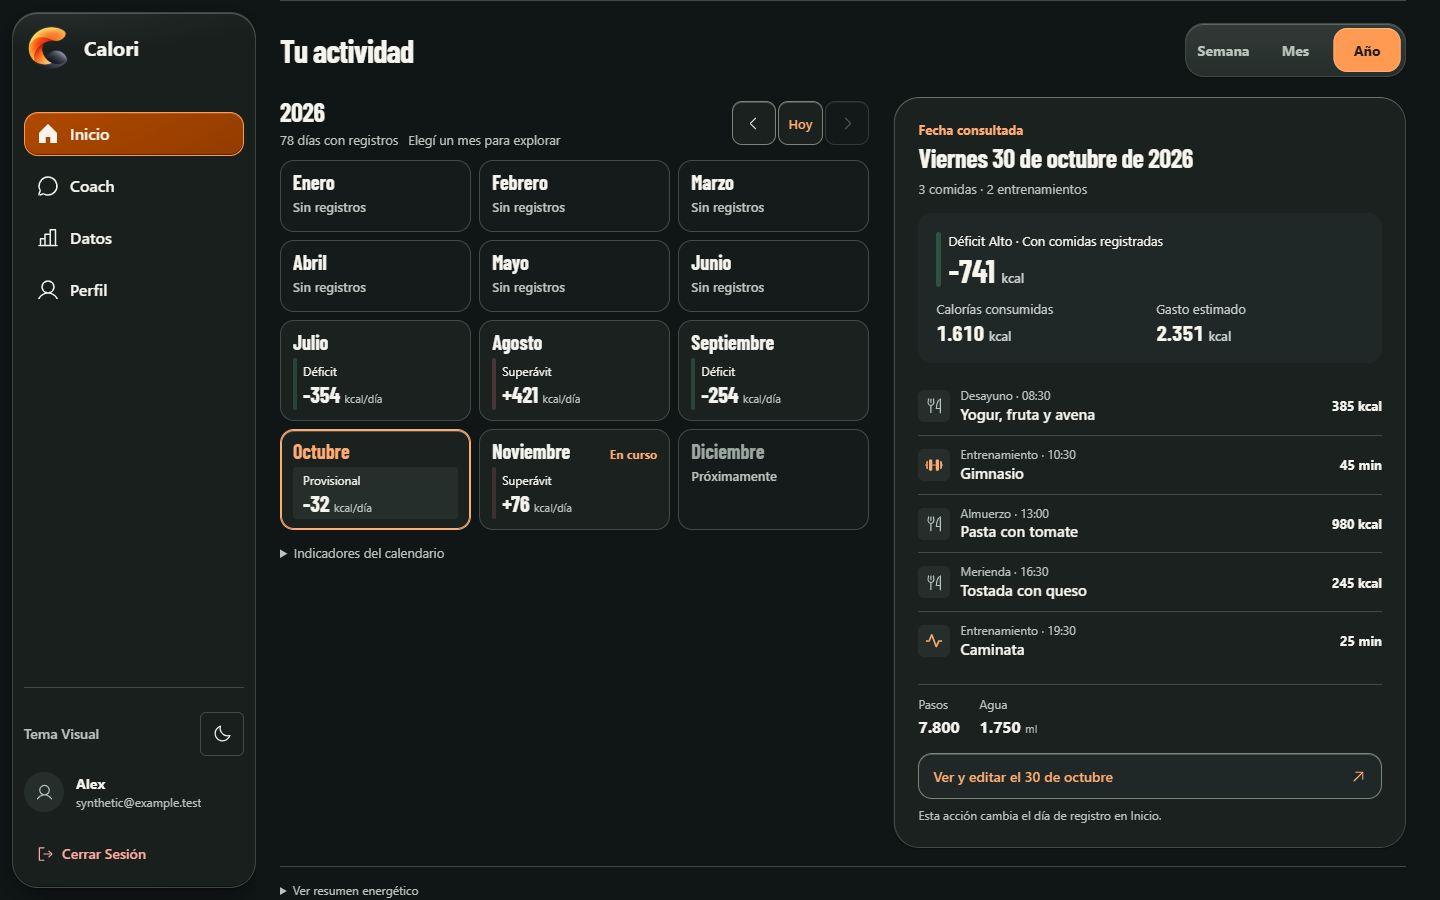 Calori
Inicio
Coach
Datos
Perfil
Tema Visual
Alex
synthetic@example.test
Cerrar Sesión
Tu actividad
Semana Mes Año
2026
78 días con registros Elegí un mes para explorar
Hoy
Enero
Sin registros
Febrero
Sin registros
Marzo
Sin registros
Abril
Sin registros
Mayo
Sin registros
Junio
Sin registros
Julio
Déficit
-354 kcal/día
Agosto
Superávit
+421 kcal/día
Septiembre
Déficit
-254 kcal/día
Octubre
Provisional
-32 kcal/día
Noviembre En curso
Superávit
+76 kcal/día
Diciembre
Próximamente
Indicadores del calendario
Fecha consultada
Viernes 30 de octubre de 2026
3 comidas · 2 entrenamientos
Déficit Alto · Con comidas registradas
-741 kcal
Calorías consumidas
1.610 kcal
Gasto estimado
2.351 kcal
Desayuno · 08:30
Yogur, fruta y avena 385 kcal
Entrenamiento · 10:30
Gimnasio 45 min
Almuerzo · 13:00
Pasta con tomate 980 kcal
Merienda · 16:30
Tostada con queso 245 kcal
Entrenamiento · 19:30
Caminata 25 min
Pasos
7.800
Agua
1.750 ml
Ver y editar el 30 de octubre
Esta acción cambia el día de registro en Inicio.
Ver resumen energético